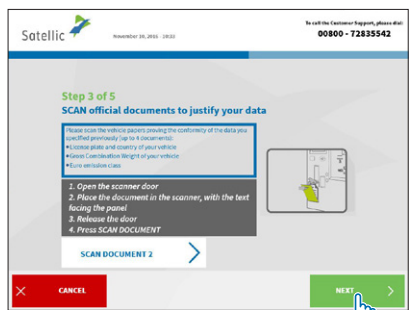 To call the Customer Support, please dial:
Satellic
November 10, 2016 - 10:22
00800 - 72835542
Step 3 of 5
SCAN official documents to justify your data
Please scan the vehicle papers proving the conformity of the data you
specified previously (up to 4 documents):
• License plate and country of your vehicle
• Gross Combination Weight of your vehicle
• Euro emission class
1. Open the scanner door
2. Place the document in the scanner, with the text
facing the panel
3. Release the door
4. Press SCAN DOCUMENT
SCAN DOCUMENT 2
CANCEL
NEXT